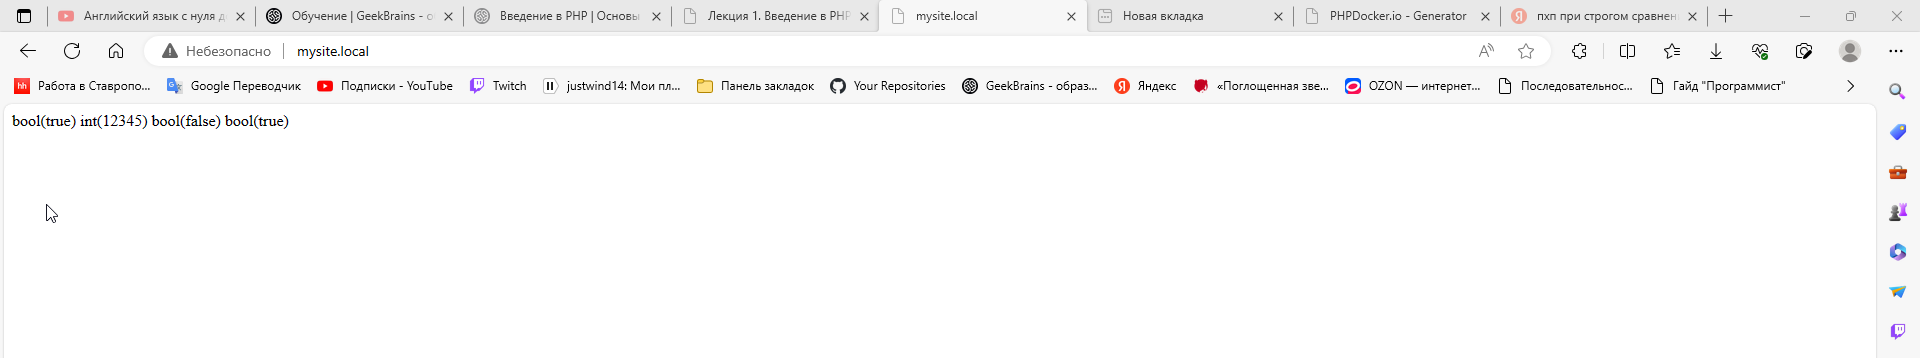 Английский язык с нуля д
Обучение | GeekBrains - о
Введение в PHP | Основы
Лекция 1. Введение в PHP
mysite.local
Новая вкладка
PHPDocker.io - Generator
пхп при строгом сравнен
Небезопасно
mysite.local
Работа в Ставропо...
Google Переводчик
Подписки - YouTube
Twitch
justwind14: Мои пл...
Панель закладок
Your Repositories
GeekBrains - образ...
Яндекс
«Поглощенная зве...
OZON — интернет...
Последовательнос...
Гайд "Программист"
bool(true) int(12345) bool(false) bool(true)